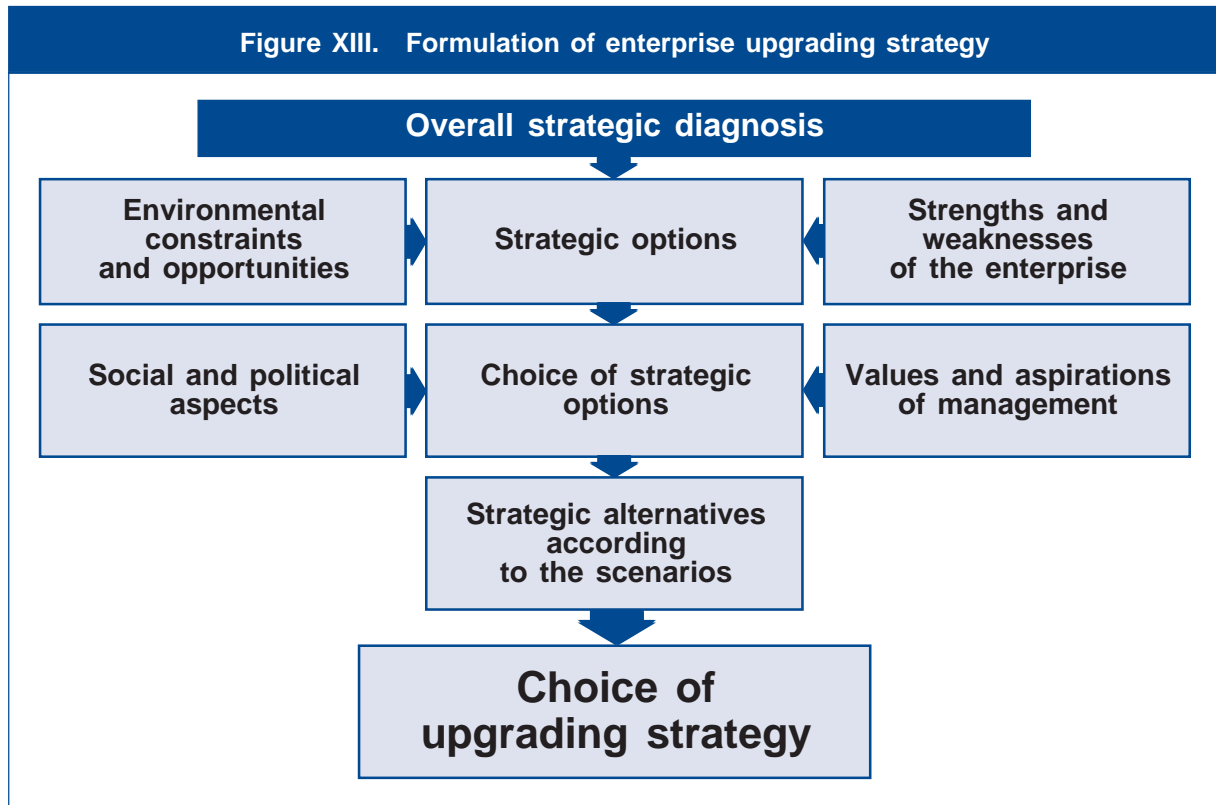 Figure XIII. Formulation of enterprise upgrading strategy
Overall strategic diagnosis
Environmental
constraints
and opportunities
Strategic options
Strengths and
weaknesses
of the enterprise
Social and political
aspects
Choice of strategic
options
Values and aspirations
of management
Strategic alternatives
according
to the scenarios
Choice of
upgrading strategy